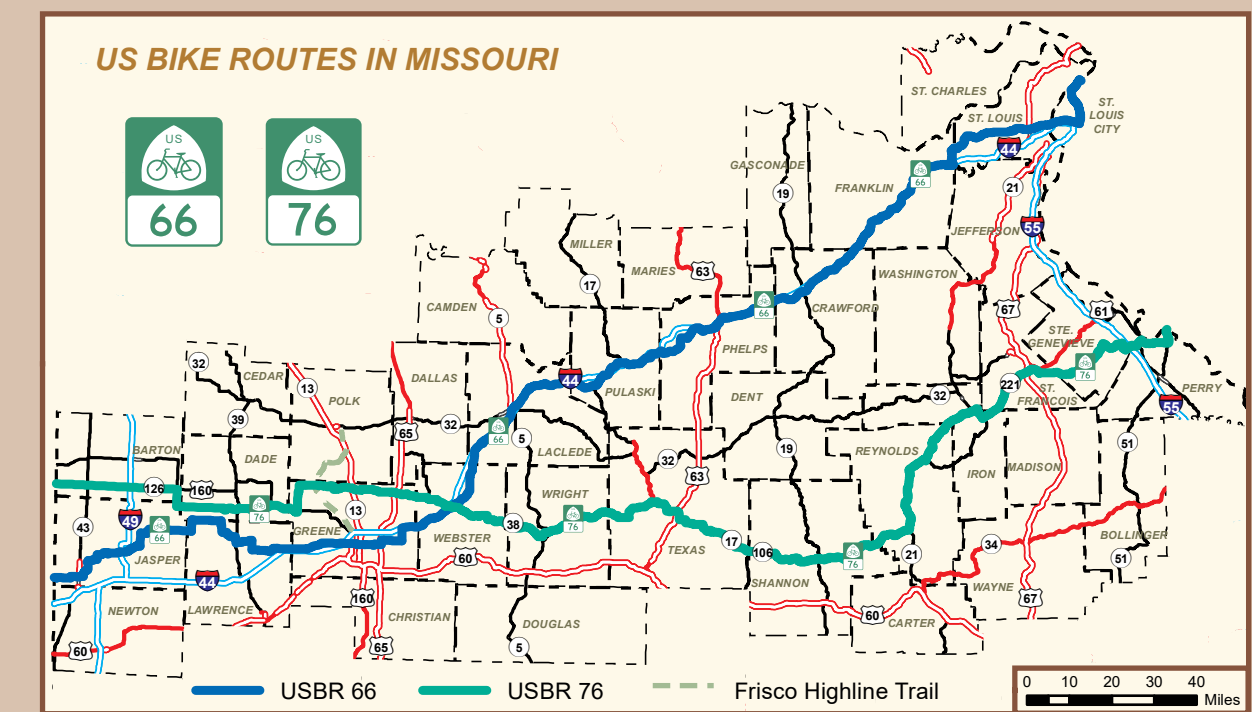 US BIKE ROUTES IN MISSOURI
US
66
US
76
ST. CHARLES
ST. LOUIS
ST.
LOUIS
CITY
44
GASCONADE
FRANKLIN
66
19
21
JEFFERSON
55
MILLER
MARIES
63
WASHINGTON
17
CAMDEN
5
66
CRAWFORD
67
61
STE.
GENEVIEVE
PHELPS
32
CEDAR
13
POLK
DALLAS
44
PULASKI
DENT
32
221
ST.
FRANCOIS
76
PERRY
55
39
65
32
66
5
LACLEDE
BARTON
DADE
32
63
19
REYNOLDS
IRON
MADISON
51
126
160
76
13
WRIGHT
43
49
66
GREENE
38
76
WEBSTER
17
106
76
21
34
BOLLINGER
51
JASPER
44
60
TEXAS
SHANNON
WAYNE
NEWTON
LAWRENCE
160
CHRISTIAN
DOUGLAS
60
CARTER
67
60
65
5
USBR 66
USBR 76
Frisco Highline Trail
0 10 20 30 40
Miles